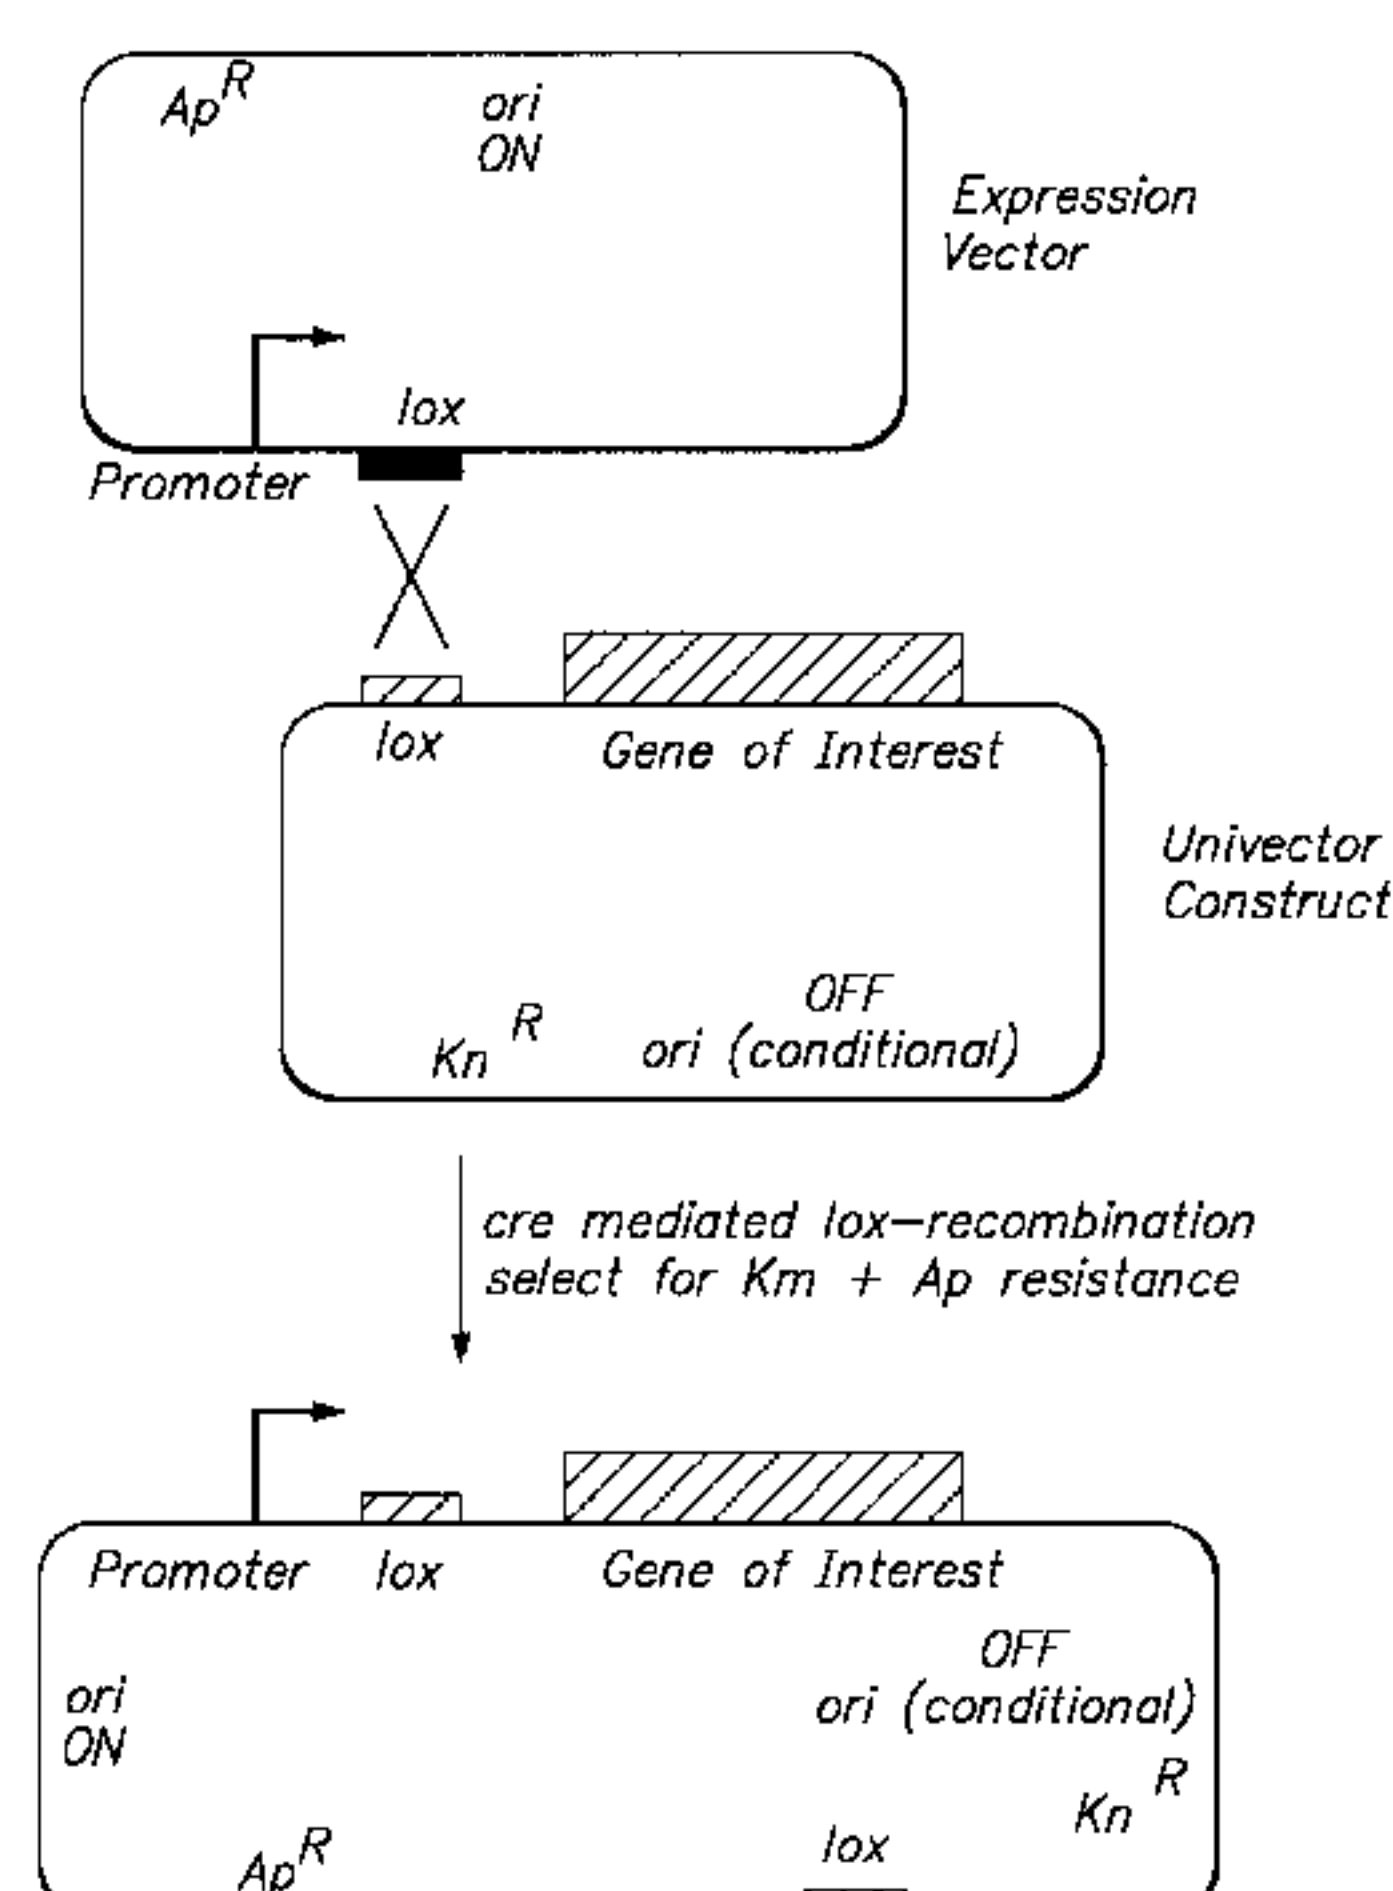 Ap^R
ori
ON
Expression
Vector
lox
Promoter
lox
Gene of Interest
Univector
Construct
OFF
Kn^R
ori (conditional)
cre mediated lox-recombination
select for Km + Ap resistance
Promoter lox Gene of Interest
OFF
ori
ori (conditional)
ON
Kn^R
lox
Ap^R